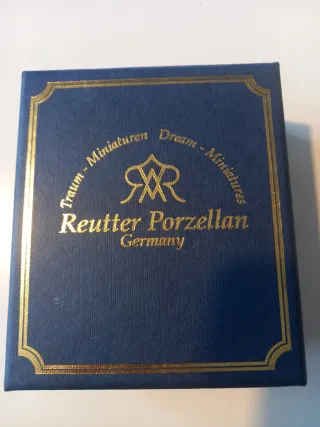 Traum - Miniaturen Dream - Miniatures
Reutter Porzellan
Germany